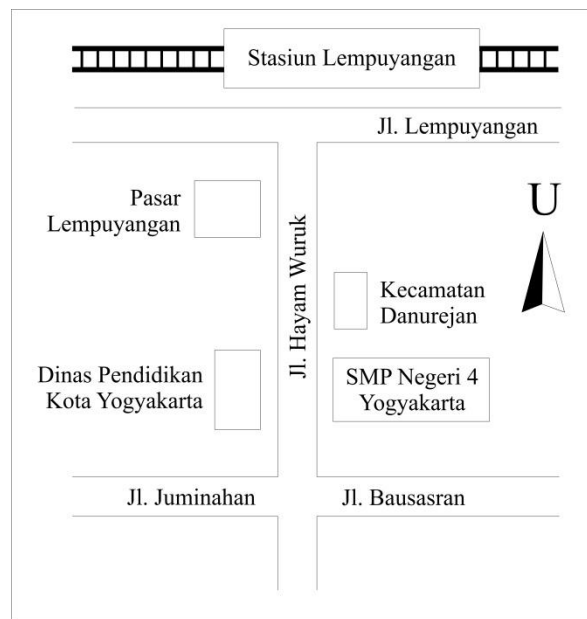 Stasiun Lempuyangan
Jl. Lempuyangan
Pasar
Lempuyangan
U
Jl. Hayam Wuruk
Kecamatan
Danurejan
Dinas Pendidikan
Kota Yogyakarta
SMP Negeri 4
Yogyakarta
Jl. Juminahan
Jl. Bausasran